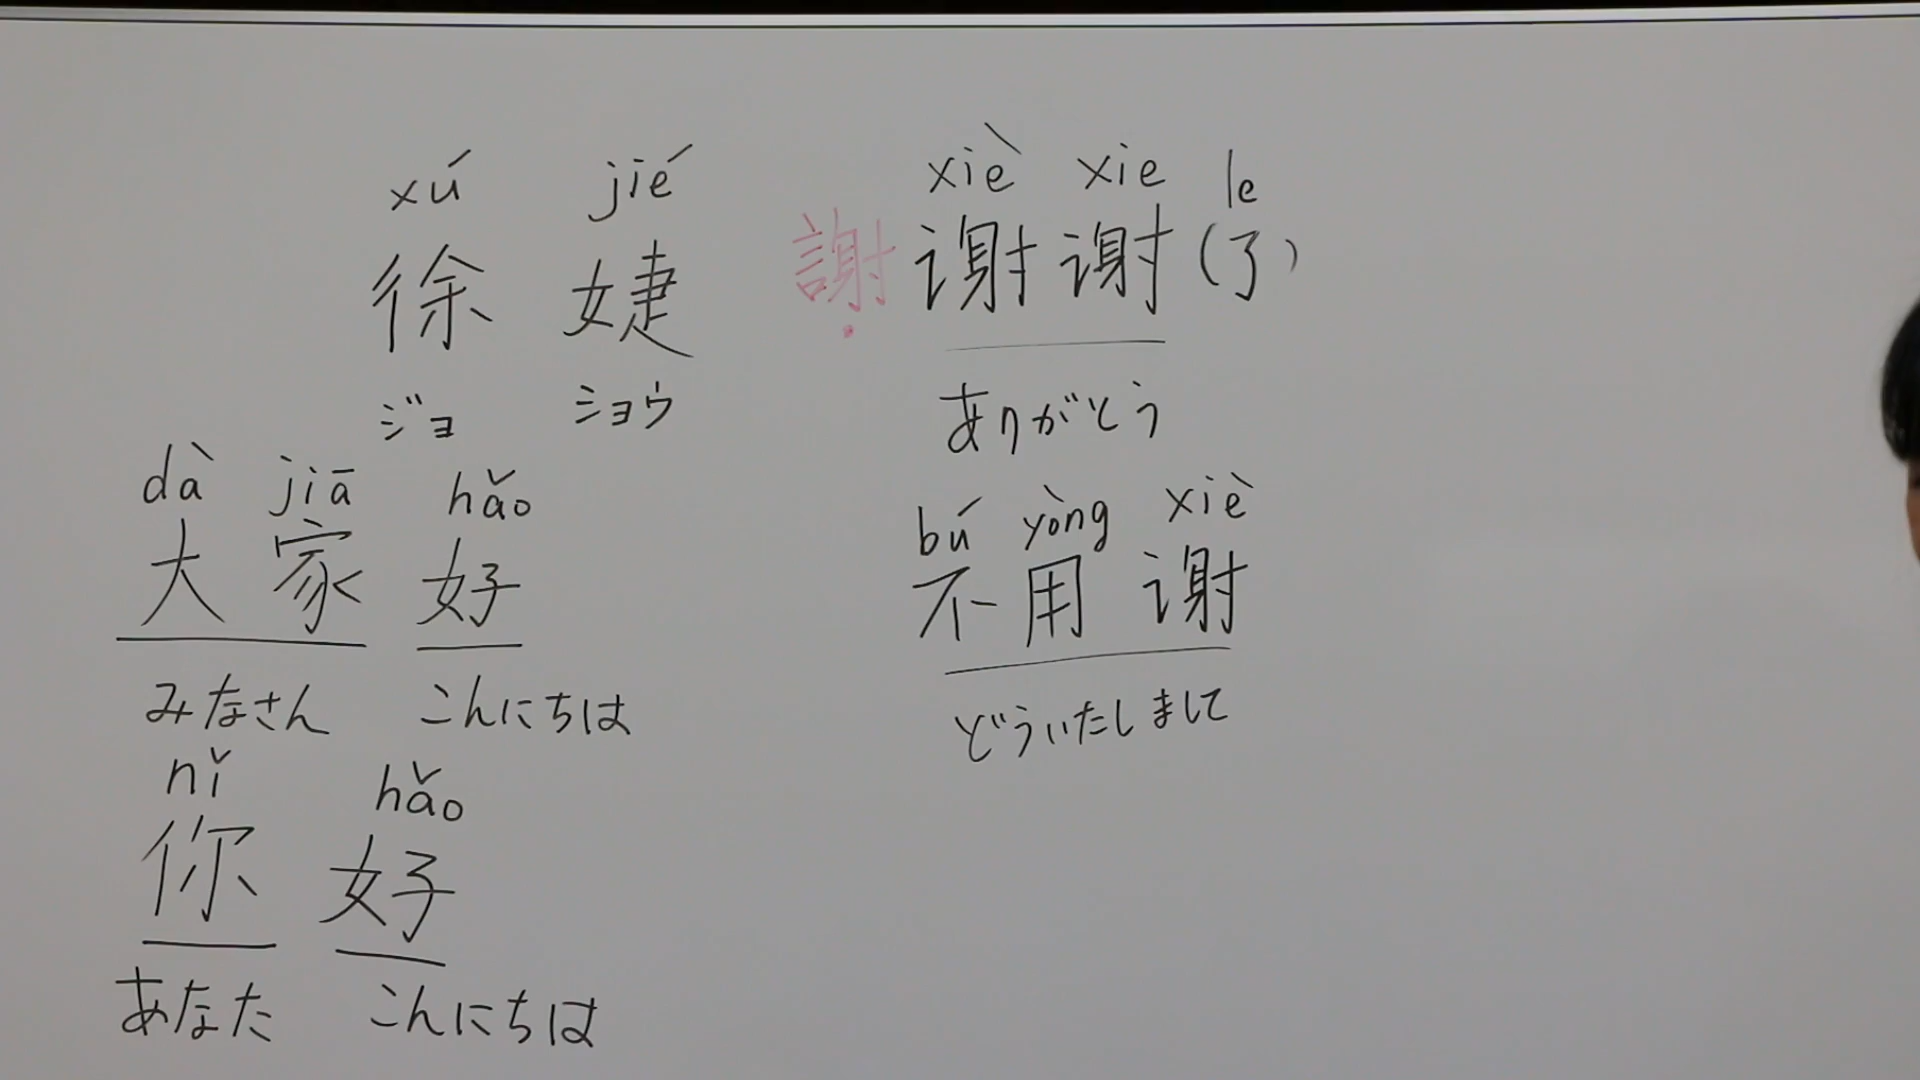 xú jié
徐 婕
ジョ ショウ
dà jiā hǎo
大 家 好
みなさん こんにちは
nǐ hǎo
你 好
あなた こんにちは
xiè xie le
謝 谢 谢 (了)
ありがとう
bú yòng xiè
不 用 谢
どういたしまして